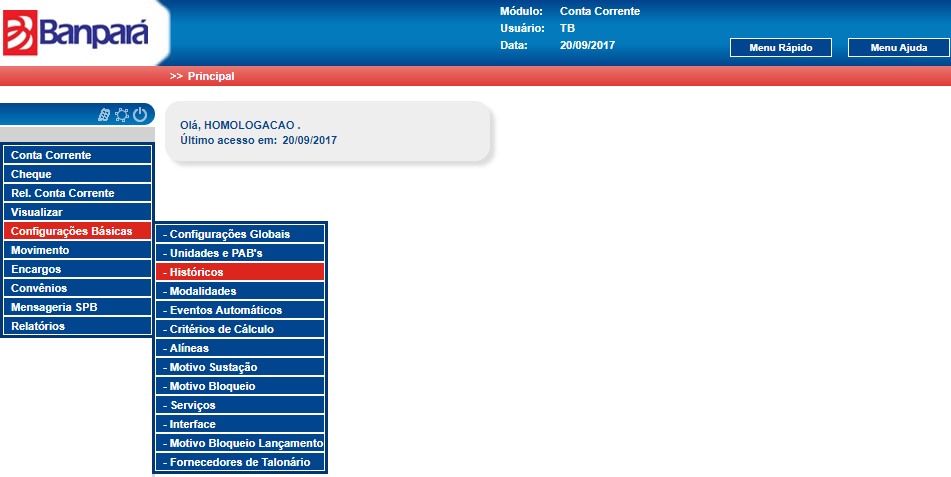 Banpará
Módulo: Conta Corrente
Usuário: TB
Data: 20/09/2017
Menu Rápido
Menu Ajuda
>> Principal
Olá, HOMOLOGACAO .
Último acesso em: 20/09/2017
Conta Corrente
Cheque
Rel. Conta Corrente
Visualizar
Configurações Básicas
Movimento
Encargos
Convênios
Mensageria SPB
Relatórios
- Configurações Globais
- Unidades e PAB's
- Históricos
- Modalidades
- Eventos Automáticos
- Critérios de Cálculo
- Alíneas
- Motivo Sustação
- Motivo Bloqueio
- Serviços
- Interface
- Motivo Bloqueio Lançamento
- Fornecedores de Talonário